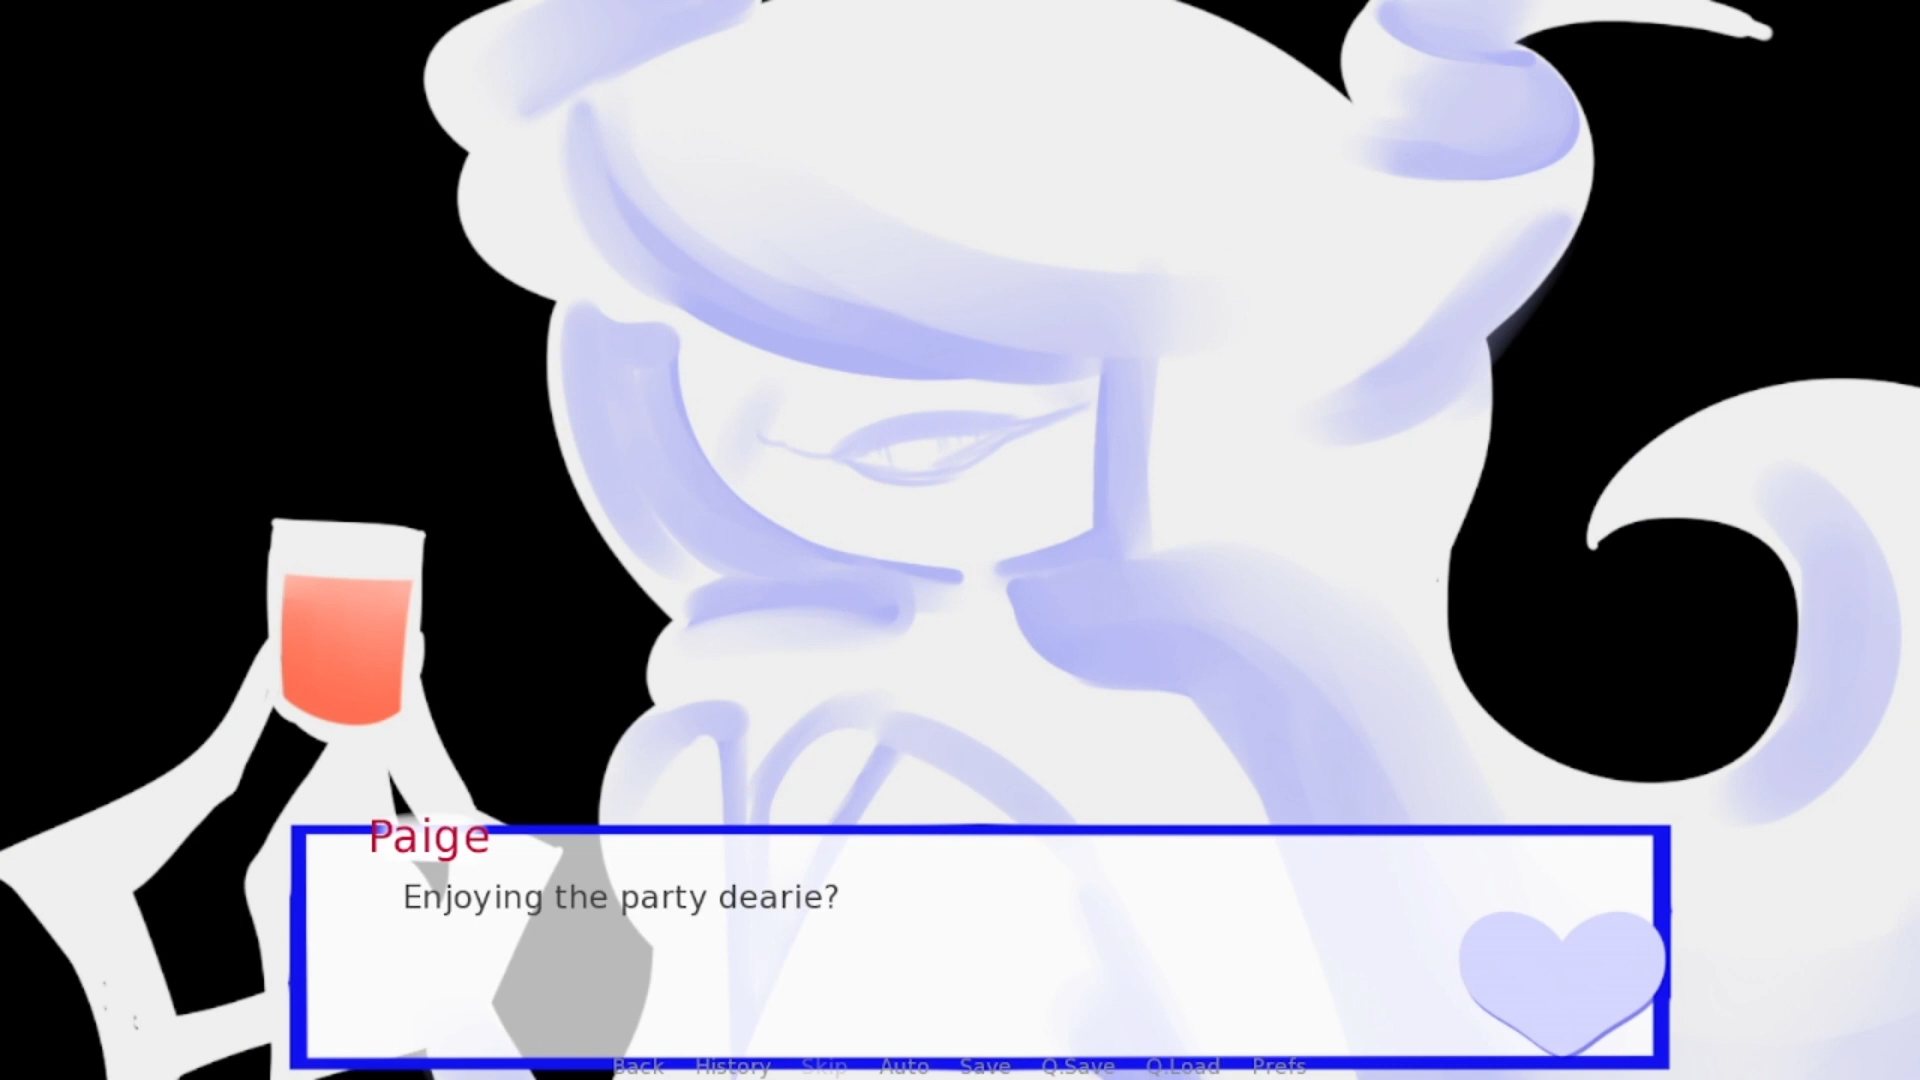 Paige
Enjoying the party dearie?
Back History Skip Auto Save Q.Save Q.Load Prefs